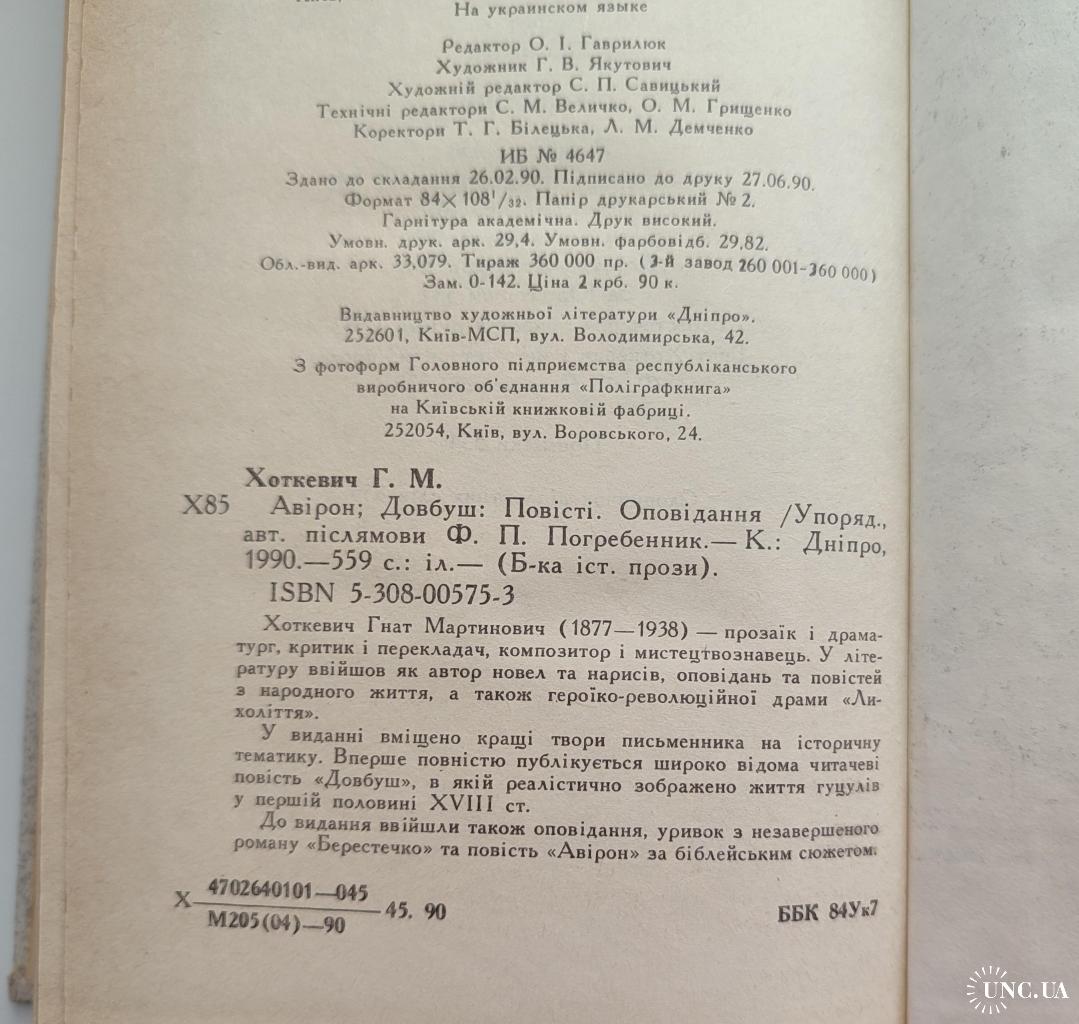 На украинском языке
Редактор О. І. Гаврилюк
Художник Г. В. Якутович
Художній редактор С. П. Савицький
Технічні редактори С. М. Величко, О. М. Грищенко
Коректори Т. Г. Білецька, Л. М. Демченко
ИБ № 4647
Здано до складання 26.02.90. Підписано до друку 27.06.90.
Формат 84×108¹/₃₂. Папір друкарський № 2.
Гарнітура академічна. Друк високий.
Умовн. друк. арк. 29,4. Умовн. фарбовідб. 29,82.
Обл.-вид. арк. 33,079. Тираж 360 000 пр. (3-й завод 260 001–360 000)
Зам. 0-142. Ціна 2 крб. 90 к.
Видавництво художньої літератури «Дніпро».
252601, Київ-МСП, вул. Володимирська, 42.
З фотоформ Головного підприємства республіканського
виробничого об'єднання «Поліграфкнига»
на Київській книжковій фабриці.
252054, Київ, вул. Воровського, 24.
Хоткевич Г. М.
Х85 Авірон; Довбуш: Повісті. Оповідання /Упоряд.,
авт. післямови Ф. П. Погребенник.— К.: Дніпро,
1990.—559 с.: іл.— (Б-ка іст. прози).
ISBN 5-308-00575-3
Хоткевич Гнат Мартинович (1877—1938) — прозаїк і драма-
тург, критик і перекладач, композитор і мистецтвознавець. У літе-
ратуру ввійшов як автор новел та нарисів, оповідань та повістей
з народного життя, а також героїко-революційної драми «Ли-
холіття».
У виданні вміщено кращі твори письменника на історичну
тематику. Вперше повністю публікується широко відома читачеві
повість «Довбуш», в якій реалістично зображено життя гуцулів
у першій половині XVIII ст.
До видання ввійшли також оповідання, уривок з незавершеного
роману «Берестечко» та повість «Авірон» за біблейським сюжетом.
Х 4702640101—045
М205(04)—90 45. 90
ББК 84Ук7
UNC.UA